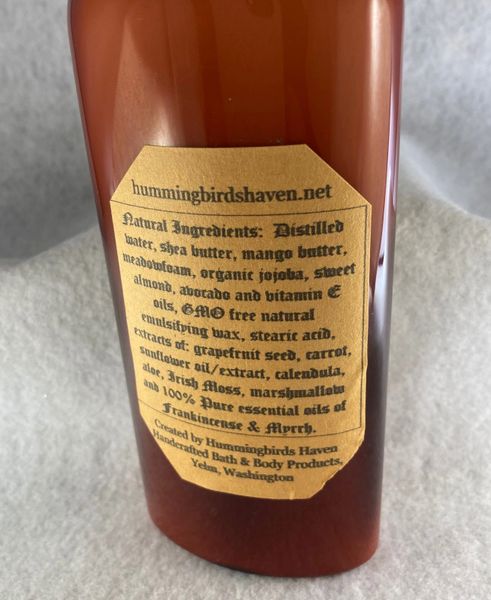 hummingbirdshaven.net
Natural Ingredients: Distilled
water, shea butter, mango butter,
meadowfoam, organic jojoba, sweet
almond, avocado and vitamin E
oils, GMO free natural
emulsifying wax, stearic acid,
extracts of: grapefruit seed, carrot,
sunflower oil/extract, calendula,
aloe, Irish Moss, marshmallow
and 100% Pure essential oils of
Frankincense & Myrrh.
Created by Hummingbirds Haven
Handcrafted Bath & Body Products,
Yelm, Washington